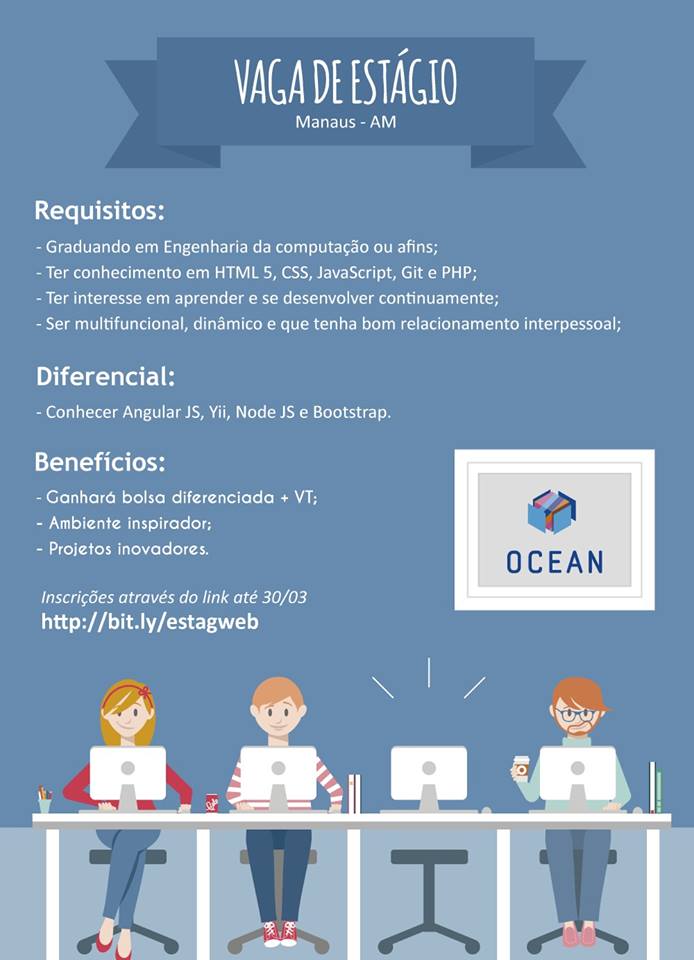 VAGA DE ESTÁGIO
Manaus - AM
Requisitos:
- Graduando em Engenharia da computação ou afins;
- Ter conhecimento em HTML 5, CSS, JavaScript, Git e PHP;
- Ter interesse em aprender e se desenvolver continuamente;
- Ser multifuncional, dinâmico e que tenha bom relacionamento interpessoal;
Diferencial:
- Conhecer Angular JS, Yii, Node JS e Bootstrap.
Benefícios:
- Ganhará bolsa diferenciada + VT;
- Ambiente inspirador;
- Projetos inovadores.
OCEAN
Inscrições através do link até 30/03
http://bit.ly/estagweb